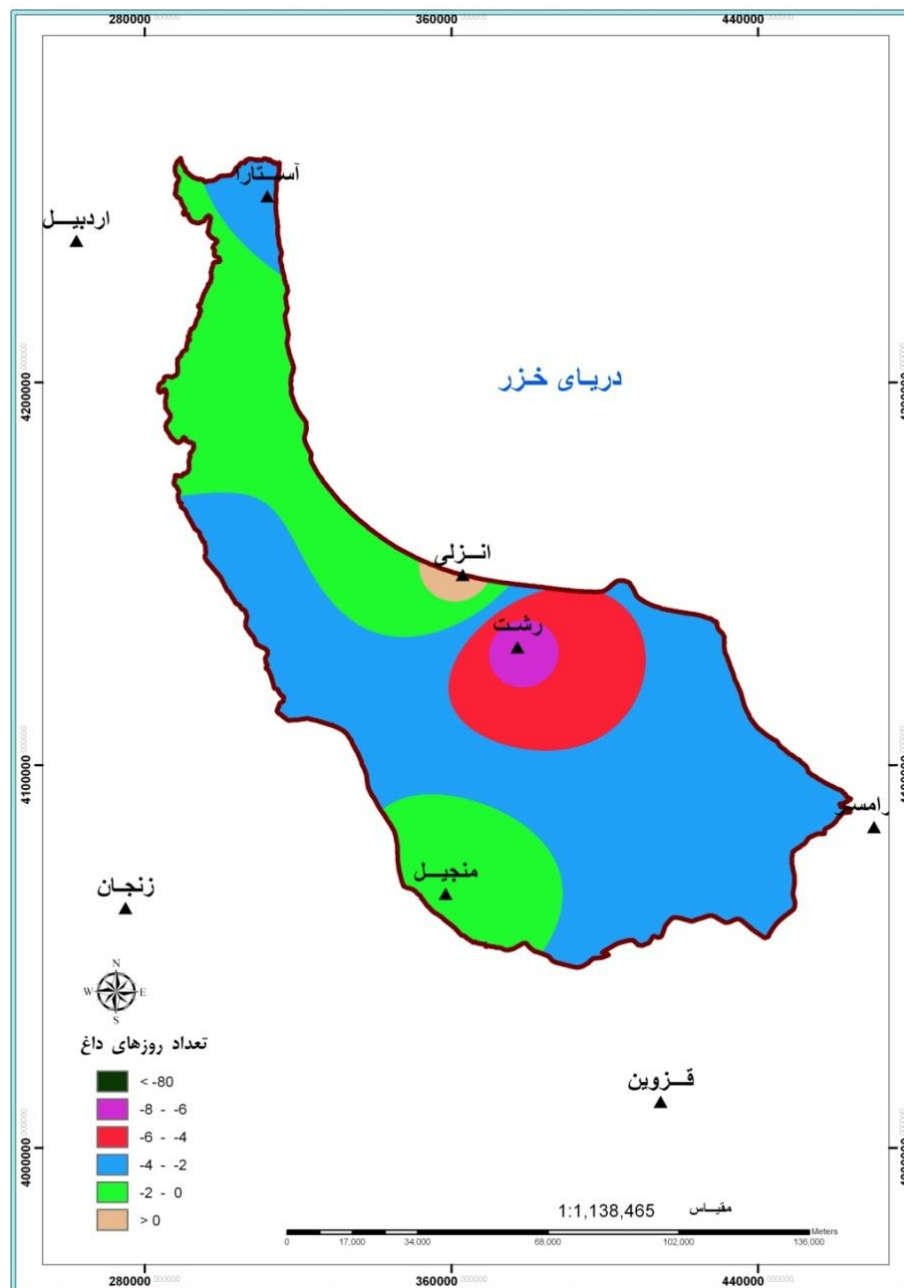 280000 360000 440000
آستارا
اردبیل
4200000
دریای خزر
انزلی
رشت
4100000
رامسر
منجیل
زنجان
N
W E
S
تعداد روزهای داغ
< -80
-8 - -6
-6 - -4
-4 - -2
-2 - 0
> 0
قزوین
4000000 4000000
مقیاس 1:1,138,465
Meters
0 17,000 34,000 68,000 102,000 136,000
280000 360000 440000